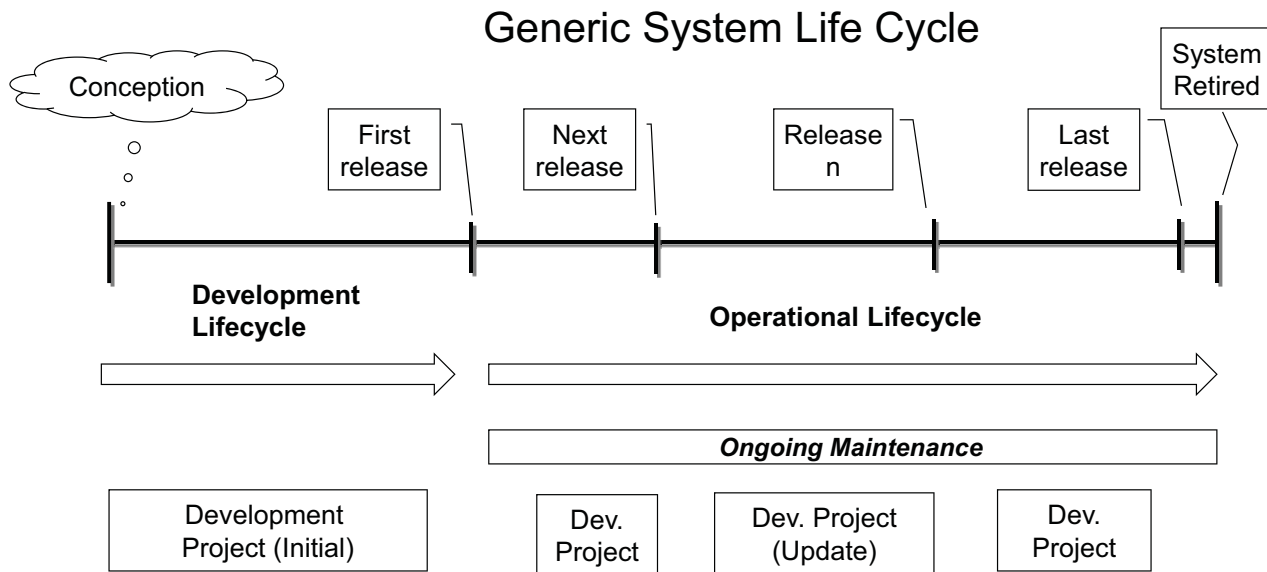 Generic System Life Cycle
Conception
System
Retired
First
release
Next
release
Release
n
Last
release
Development
Lifecycle
Operational Lifecycle
Ongoing Maintenance
Development
Project (Initial)
Dev.
Project
Dev. Project
(Update)
Dev.
Project